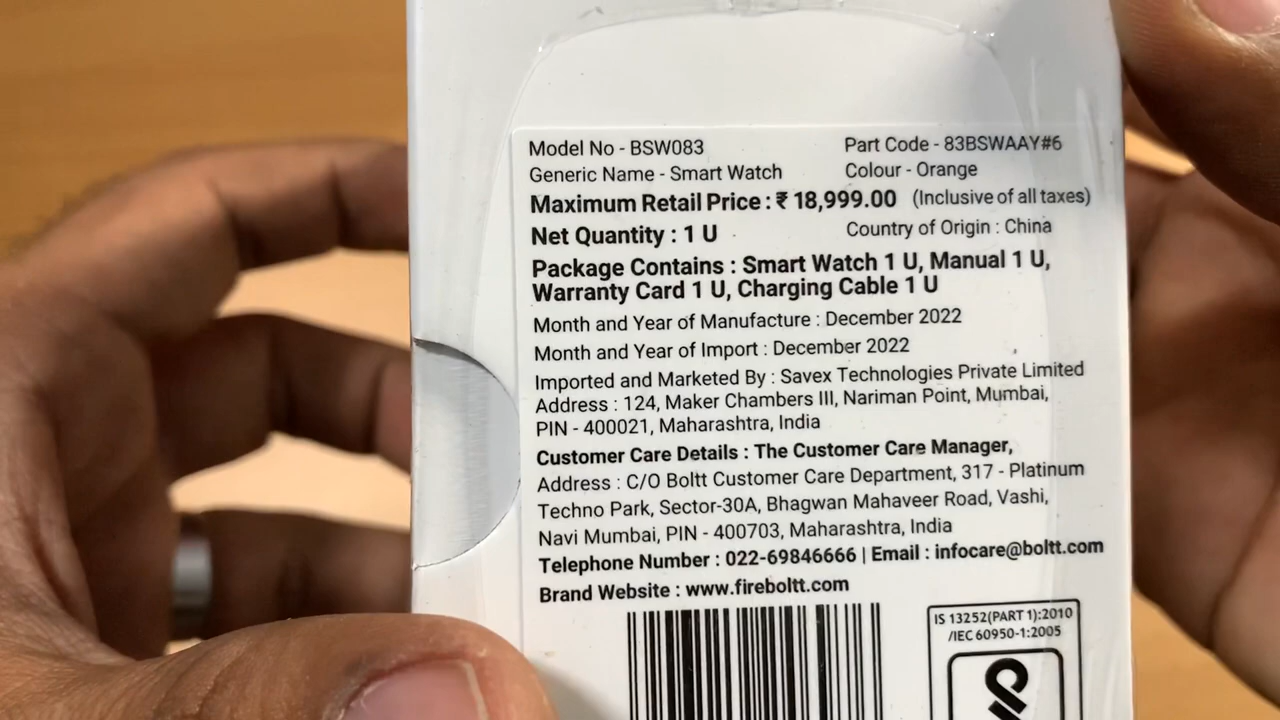 Model No - BSW083 Part Code - 83BSWAAY#6
Generic Name - Smart Watch Colour - Orange
Maximum Retail Price : ₹ 18,999.00 (Inclusive of all taxes)
Net Quantity : 1 U Country of Origin : China
Package Contains : Smart Watch 1 U, Manual 1 U,
Warranty Card 1 U, Charging Cable 1 U
Month and Year of Manufacture : December 2022
Month and Year of Import : December 2022
Imported and Marketed By : Savex Technologies Private Limited
Address : 124, Maker Chambers III, Nariman Point, Mumbai,
PIN - 400021, Maharashtra, India
Customer Care Details : The Customer Care Manager,
Address : C/O Boltt Customer Care Department, 317 - Platinum
Techno Park, Sector-30A, Bhagwan Mahaveer Road, Vashi,
Navi Mumbai, PIN - 400703, Maharashtra, India
Telephone Number : 022-69846666 | Email : infocare@boltt.com
Brand Website : www.fireboltt.com
IS 13252(PART 1):2010
/IEC 60950-1:2005